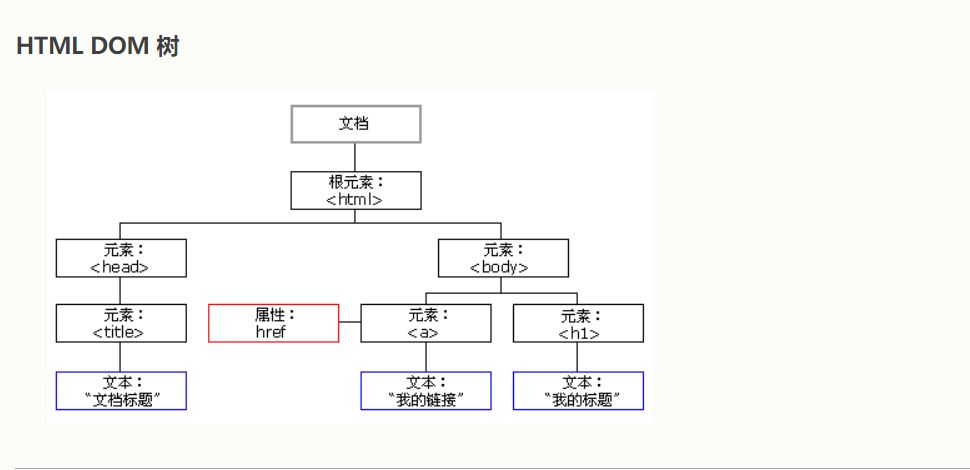 HTML DOM 树
文档
根元素：
<html>
元素：
<head>
元素：
<body>
元素：
<title>
属性：
href
元素：
<a>
元素：
<h1>
文本：
“文档标题”
文本：
“我的链接”
文本：
“我的标题”